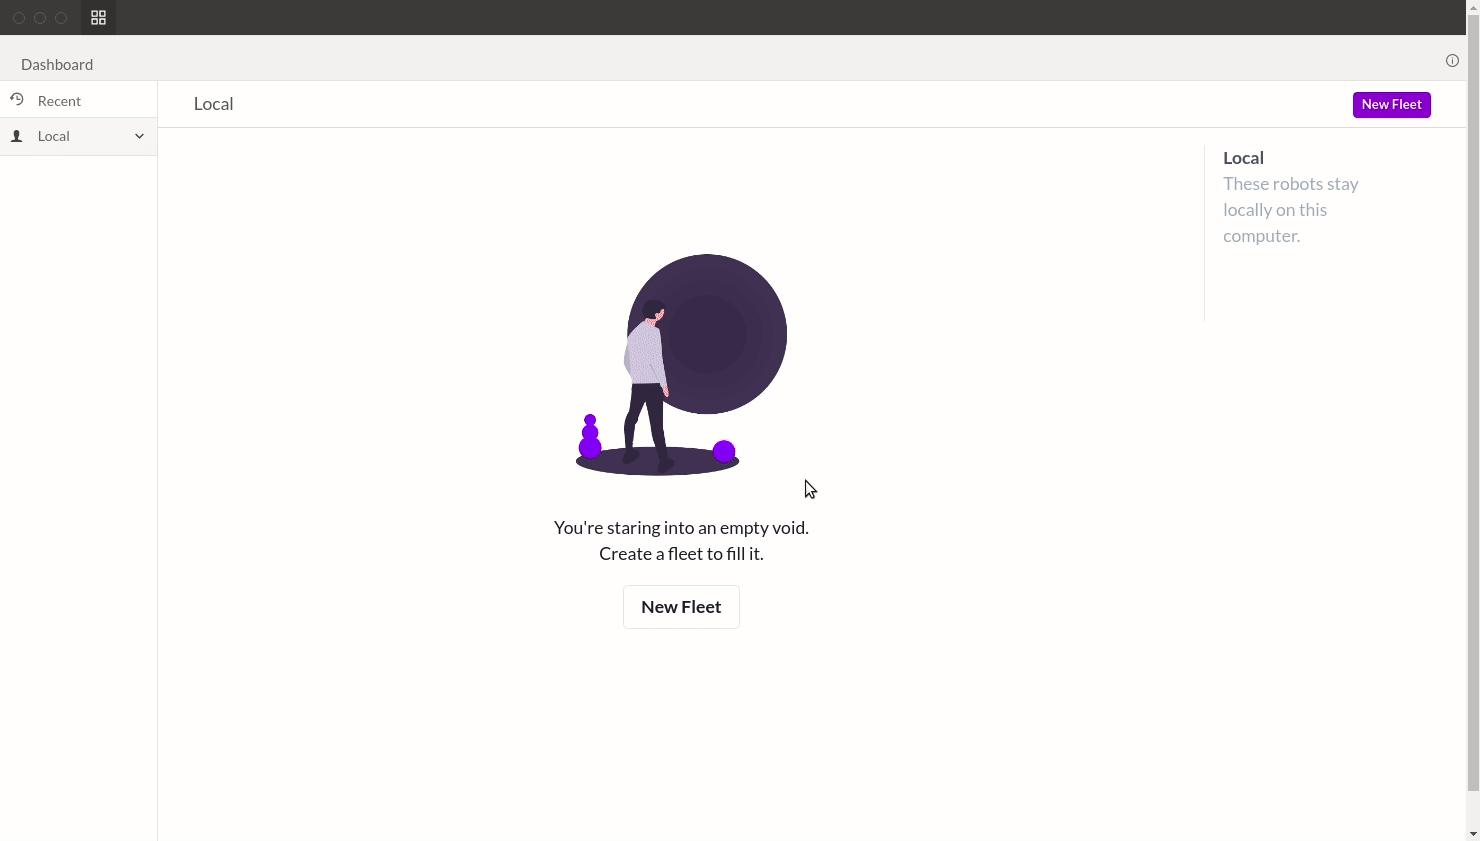 Dashboard
Recent
Local
Local
New Fleet
Local
These robots stay
locally on this
computer.
You're staring into an empty void.
Create a fleet to fill it.
New Fleet